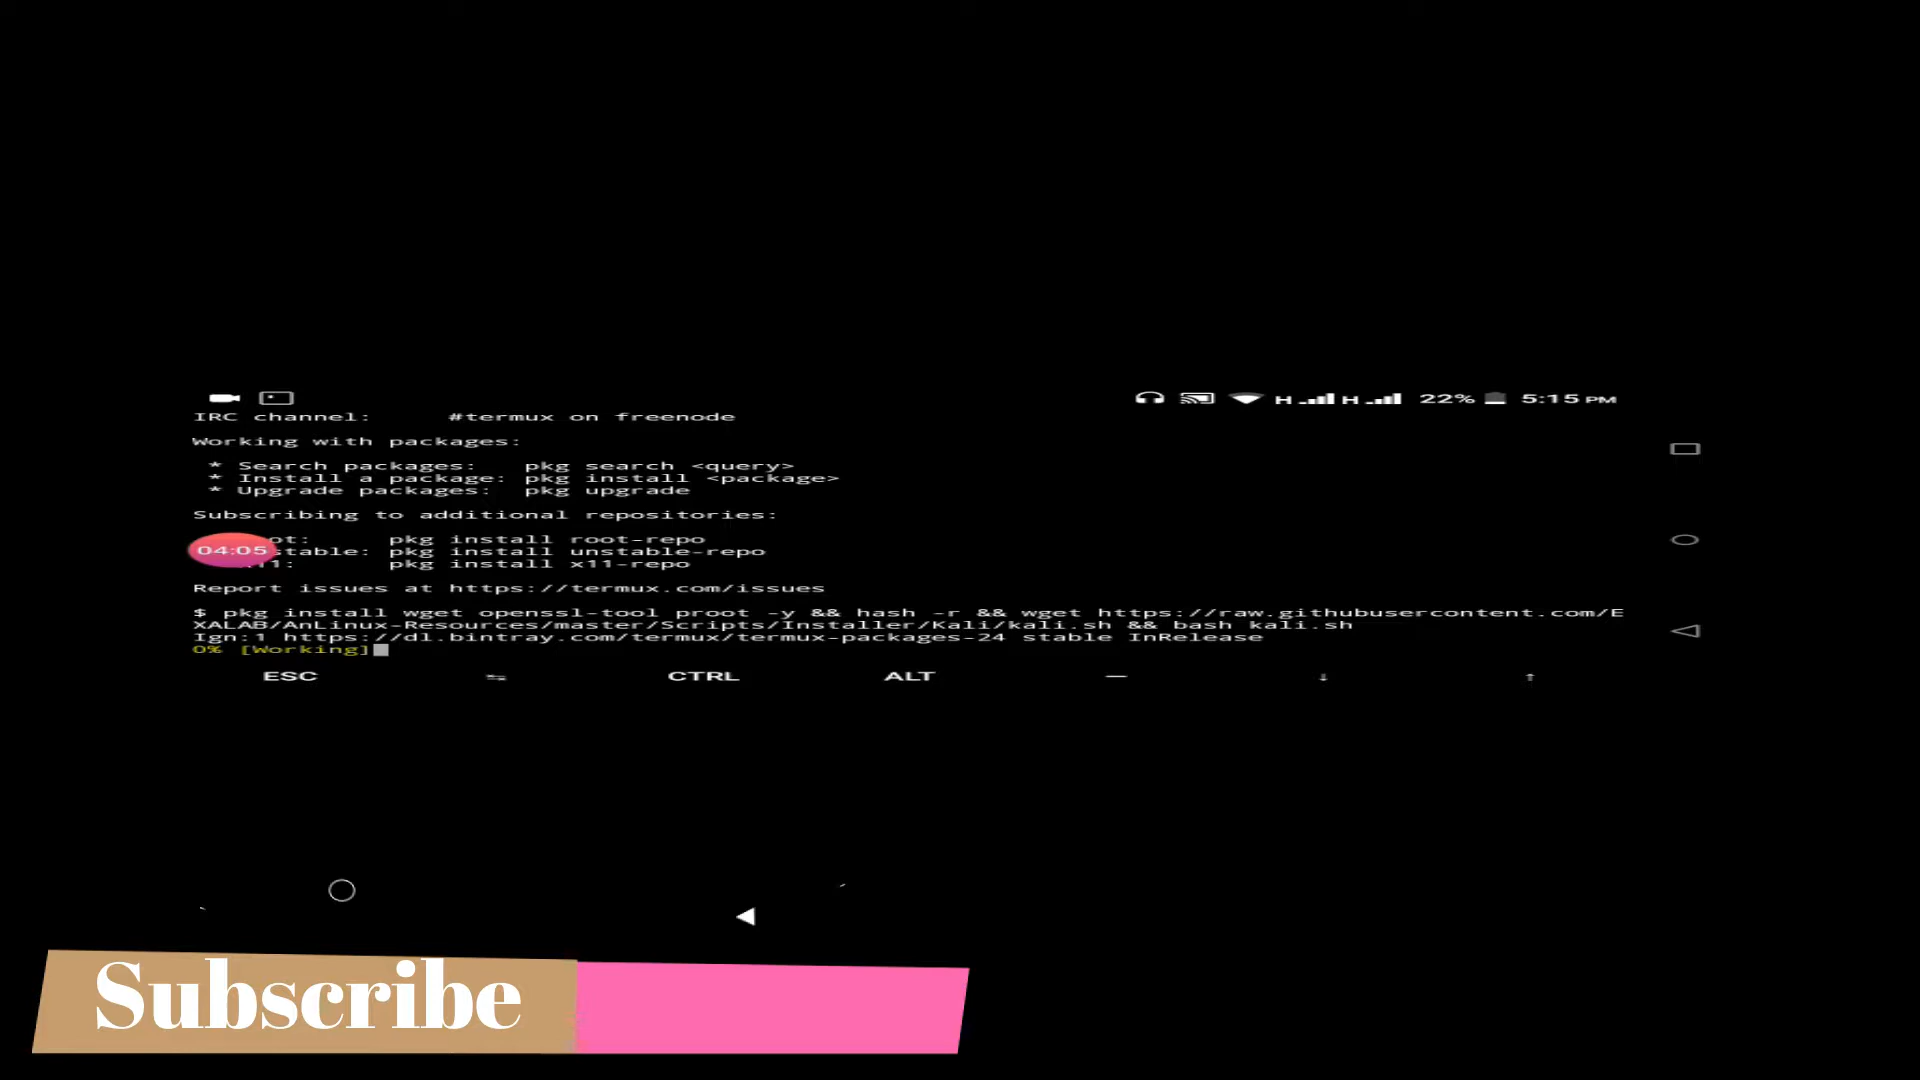 H H 22% 5:15 PM
IRC channel: #termux on freenode
Working with packages:
* Search packages: pkg search <query>
* Install a package: pkg install <package>
* Upgrade packages: pkg upgrade
Subscribing to additional repositories:
ot: pkg install root-repo
04:05 stable: pkg install unstable-repo
11: pkg install x11-repo
Report issues at https://termux.com/issues
$ pkg install wget openssl-tool proot -y && hash -r && wget https://raw.githubusercontent.com/E
XALAB/AnLinux-Resources/master/Scripts/Installer/Kali/kali.sh && bash kali.sh
Ign:1 https://dl.bintray.com/termux/termux-packages-24 stable InRelease
0% [Working]
ESC ⇆ CTRL ALT — ↓ ↑
Subscribe